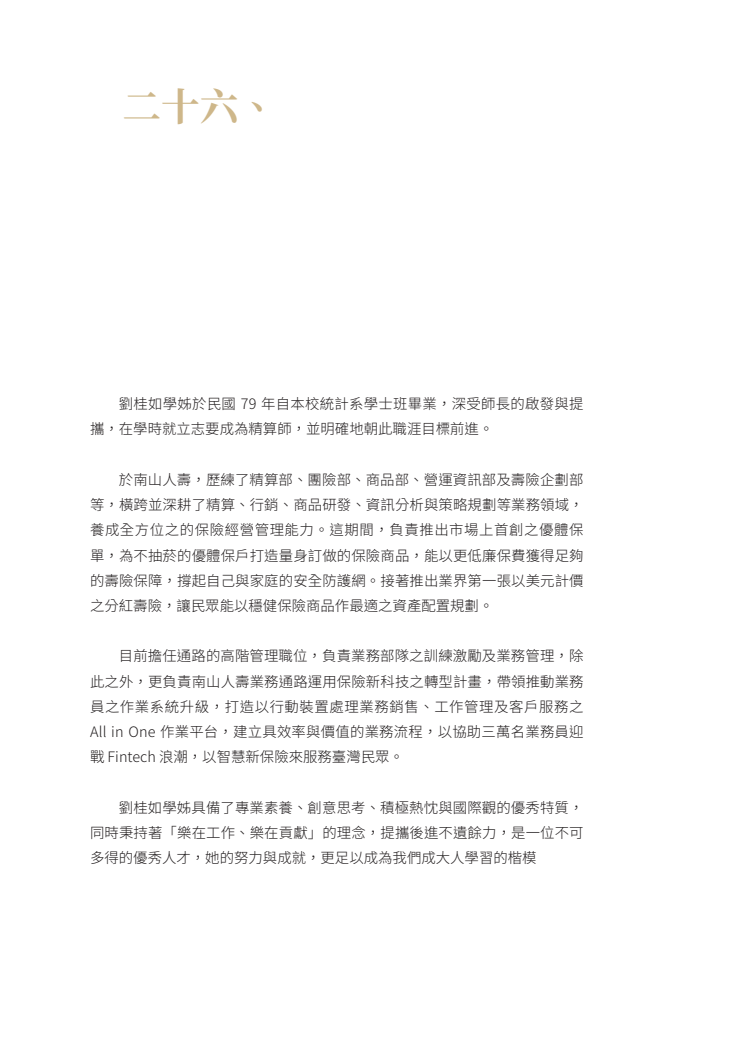 二十六、
劉桂如學姊於民國 79 年自本校統計系學士班畢業，深受師長的啟發與提
攜，在學時就立志要成為精算師，並明確地朝此職涯目標前進。
於南山人壽，歷練了精算部、團險部、商品部、營運資訊部及壽險企劃部
等，橫跨並深耕了精算、行銷、商品研發、資訊分析與策略規劃等業務領域，
養成全方位之的保險經營管理能力。這期間，負責推出市場上首創之優體保
單，為不抽菸的優體保戶打造量身訂做的保險商品，能以更低廉保費獲得足夠
的壽險保障，撐起自己與家庭的安全防護網。接著推出業界第一張以美元計價
之分紅壽險，讓民眾能以穩健保險商品作最適之資產配置規劃。
目前擔任通路的高階管理職位，負責業務部隊之訓練激勵及業務管理，除
此之外，更負責南山人壽業務通路運用保險新科技之轉型計畫，帶領推動業務
員之作業系統升級，打造以行動裝置處理業務銷售、工作管理及客戶服務之
All in One 作業平台，建立具效率與價值的業務流程，以協助三萬名業務員迎
戰 Fintech 浪潮，以智慧新保險來服務臺灣民眾。
劉桂如學姊具備了專業素養、創意思考、積極熱忱與國際觀的優秀特質，
同時秉持著「樂在工作、樂在貢獻」的理念，提攜後進不遺餘力，是一位不可
多得的優秀人才，她的努力與成就，更足以成為我們成大人學習的楷模